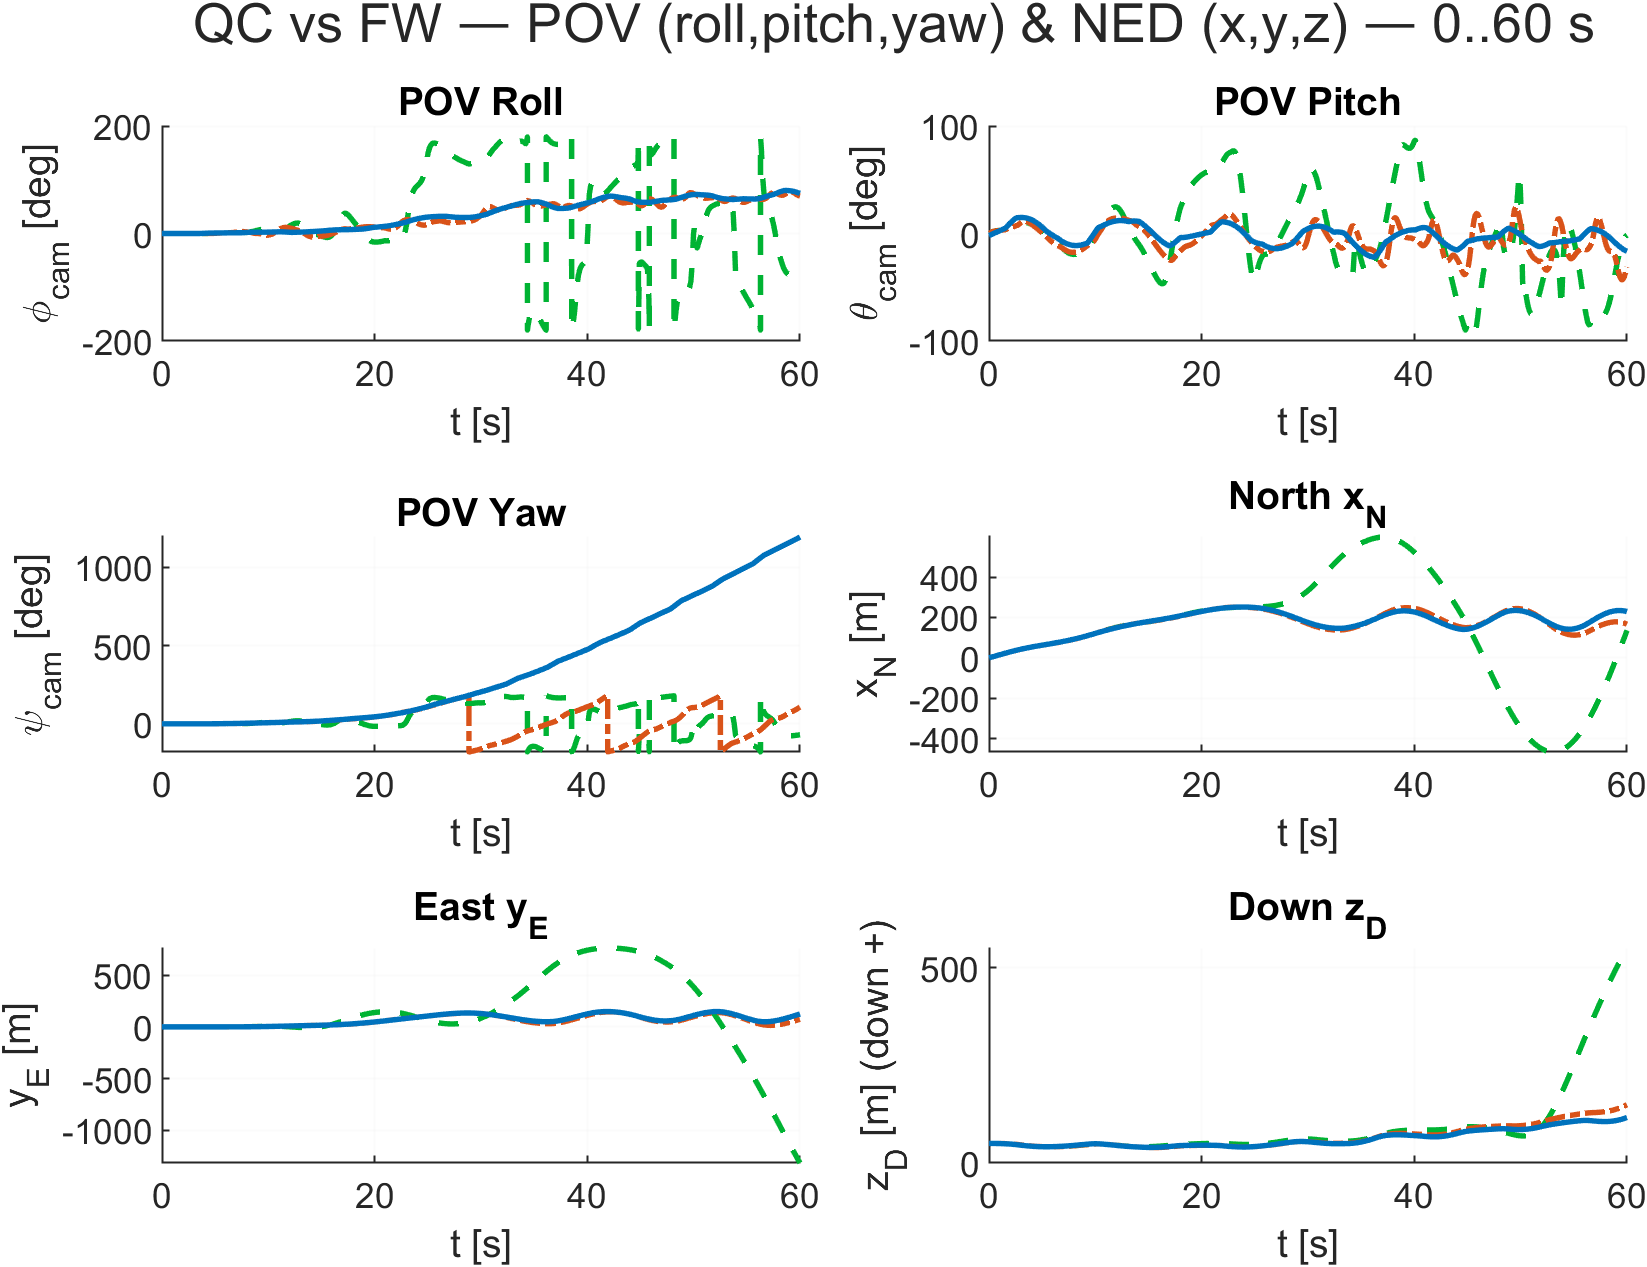 QC vs FW — POV (roll,pitch,yaw) & NED (x,y,z) — 0..60 s
POV Roll
200
0
-200
ϕcam [deg]
0 20 40 60
t [s]
POV Pitch
100
0
-100
θcam [deg]
0 20 40 60
t [s]
POV Yaw
1000
500
0
ψcam [deg]
0 20 40 60
t [s]
North xN
400
200
0
-200
-400
xN [m]
0 20 40 60
t [s]
East yE
500
0
-500
-1000
yE [m]
0 20 40 60
t [s]
Down zD
500
0
zD [m] (down +)
0 20 40 60
t [s]